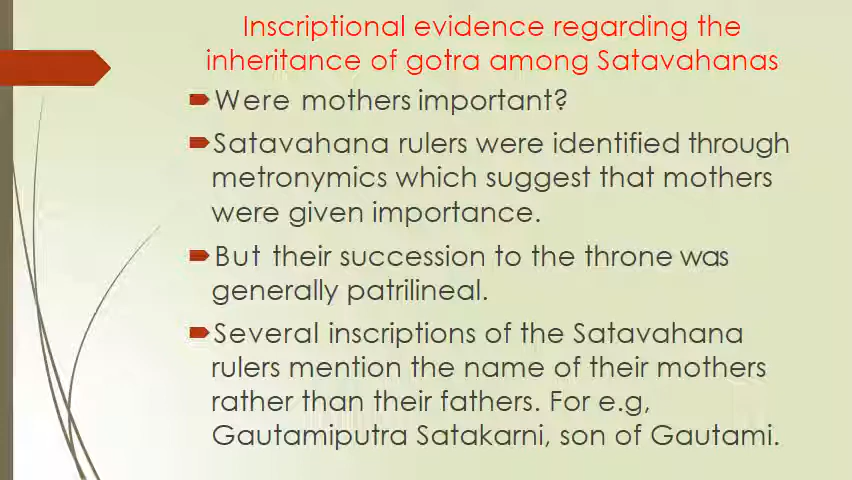 Inscriptional evidence regarding the
inheritance of gotra among Satavahanas
Were mothers important?
Satavahana rulers were identified through
metronymics which suggest that mothers
were given importance.
But their succession to the throne was
generally patrilineal.
Several inscriptions of the Satavahana
rulers mention the name of their mothers
rather than their fathers. For e.g,
Gautamiputra Satakarni, son of Gautami.